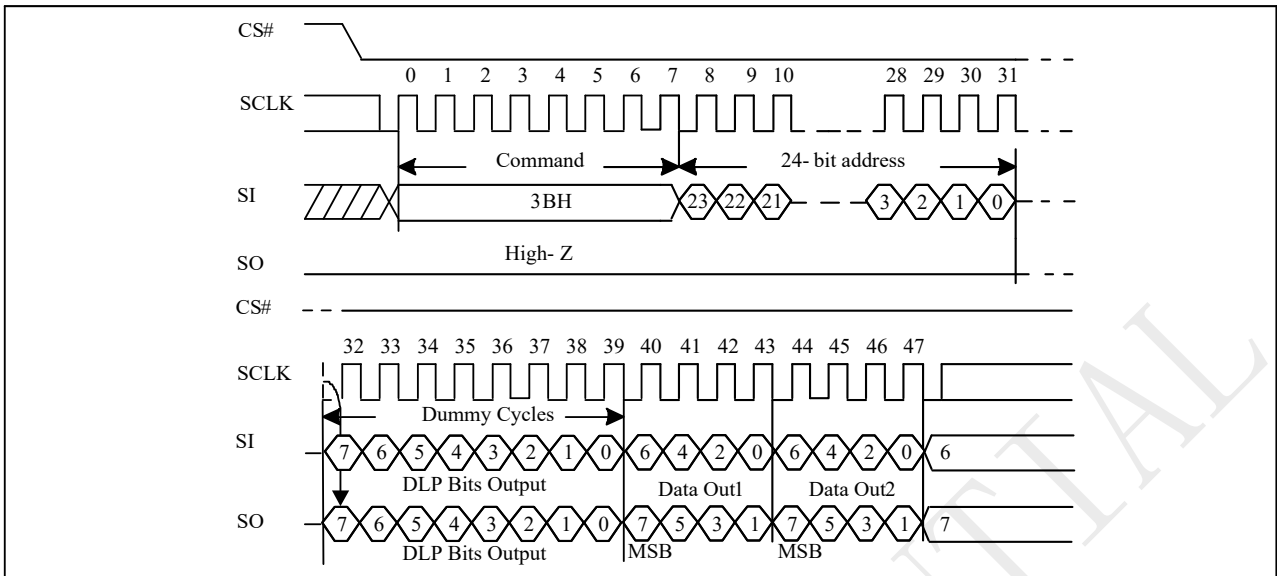 CS#
0 1 2 3 4 5 6 7 8 9 10 28 29 30 31
SCLK
Command 24- bit address
SI 3BH 23 22 21 3 2 1 0
High- Z
SO
CS#
32 33 34 35 36 37 38 39 40 41 42 43 44 45 46 47
SCLK
Dummy Cycles
SI 7 6 5 4 3 2 1 0 6 4 2 0 6 4 2 0 6
DLP Bits Output Data Out1 Data Out2
SO 7 6 5 4 3 2 1 0 7 5 3 1 7 5 3 1 7
DLP Bits Output MSB MSB